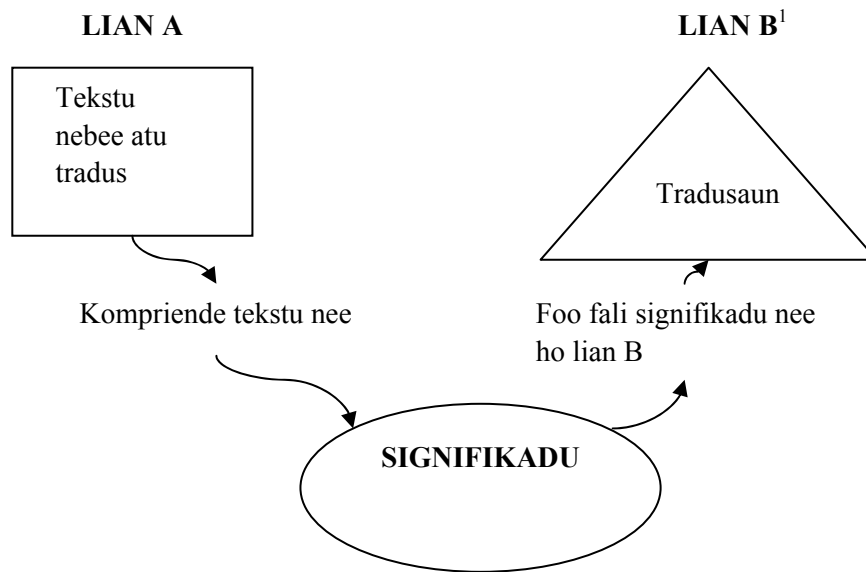 LIAN A
Tekstu
nebee atu
tradus
Kompriende tekstu nee
SIGNIFIKADU
Foo fali signifikadu nee
ho lian B
Tradusaun
LIAN B¹